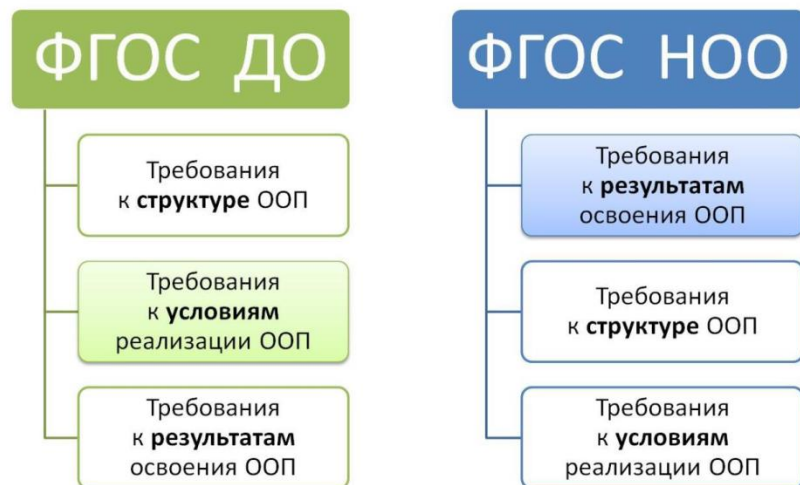 ФГОС ДО
Требования
к структуре ООП
Требования
к условиям
реализации ООП
Требования
к результатам
освоения ООП
ФГОС НОО
Требования
к результатам
освоения ООП
Требования
к структуре ООП
Требования
к условиям
реализации ООП